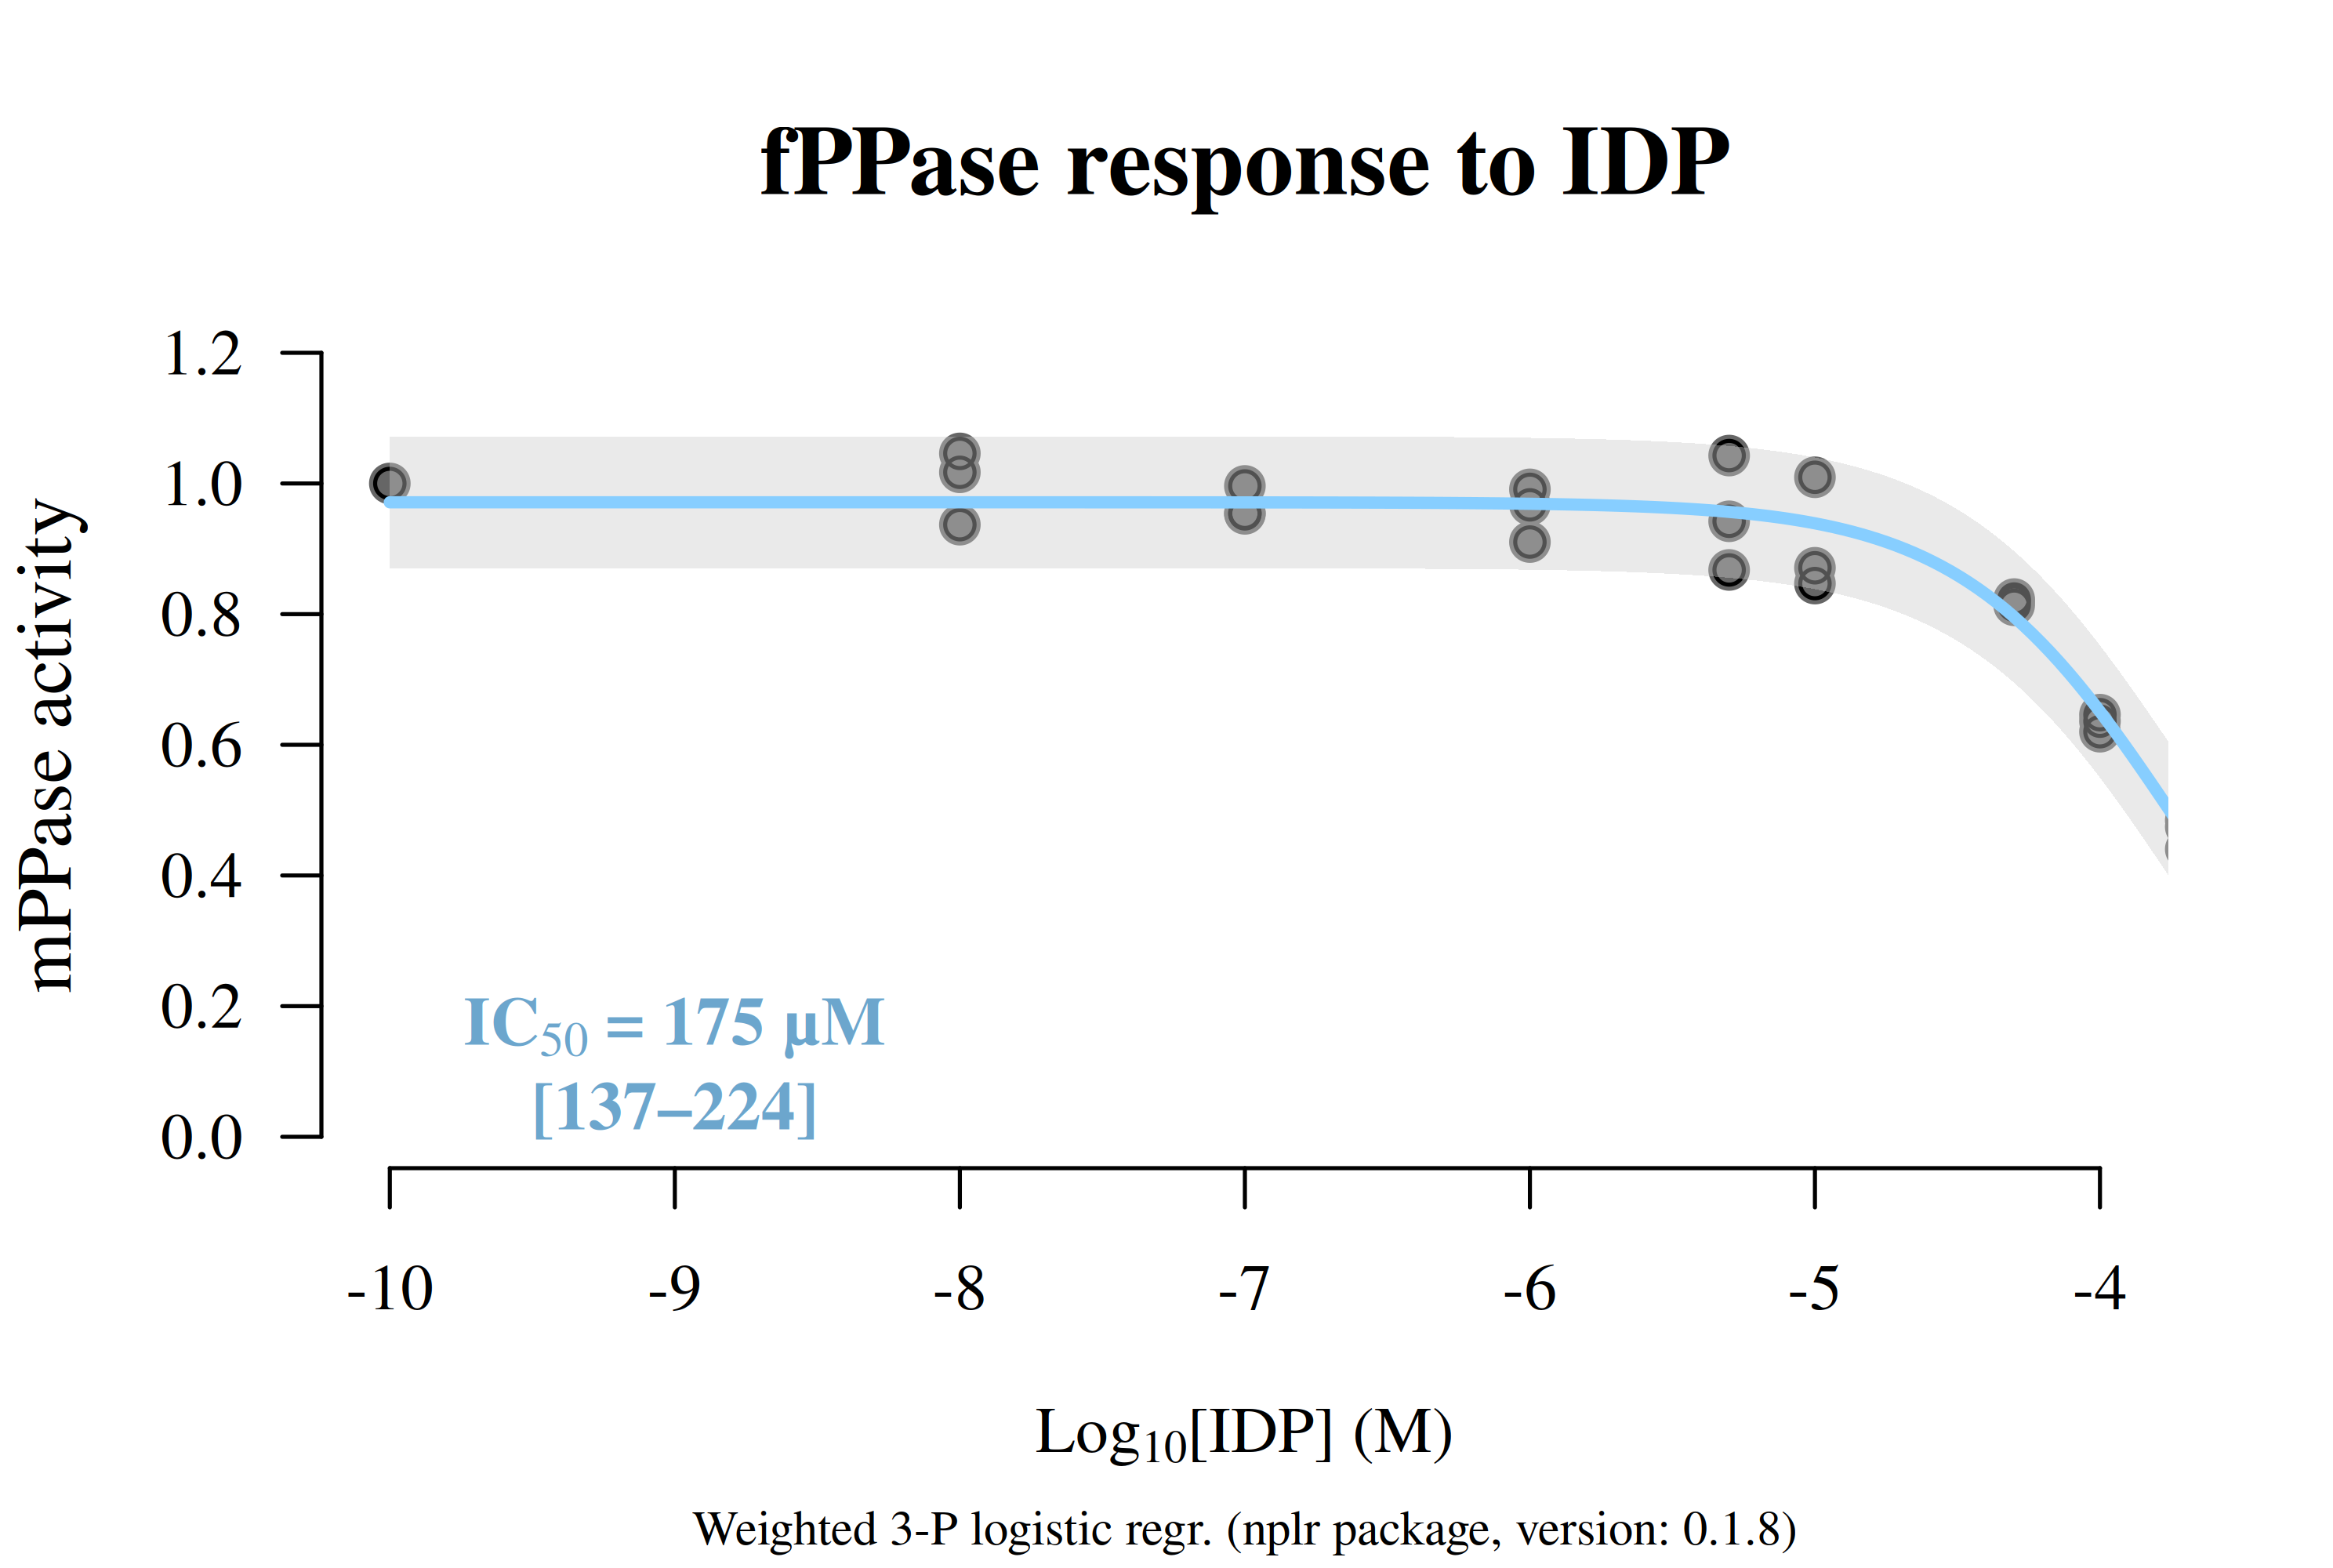 fPPase response to IDP
mPPase activity
1.2
1.0
0.8
0.6
0.4
0.2
0.0
IC₅₀ = 175 µM
[137–224]
-10 -9 -8 -7 -6 -5 -4
Log₁₀[IDP] (M)
Weighted 3-P logistic regr. (nplr package, version: 0.1.8)